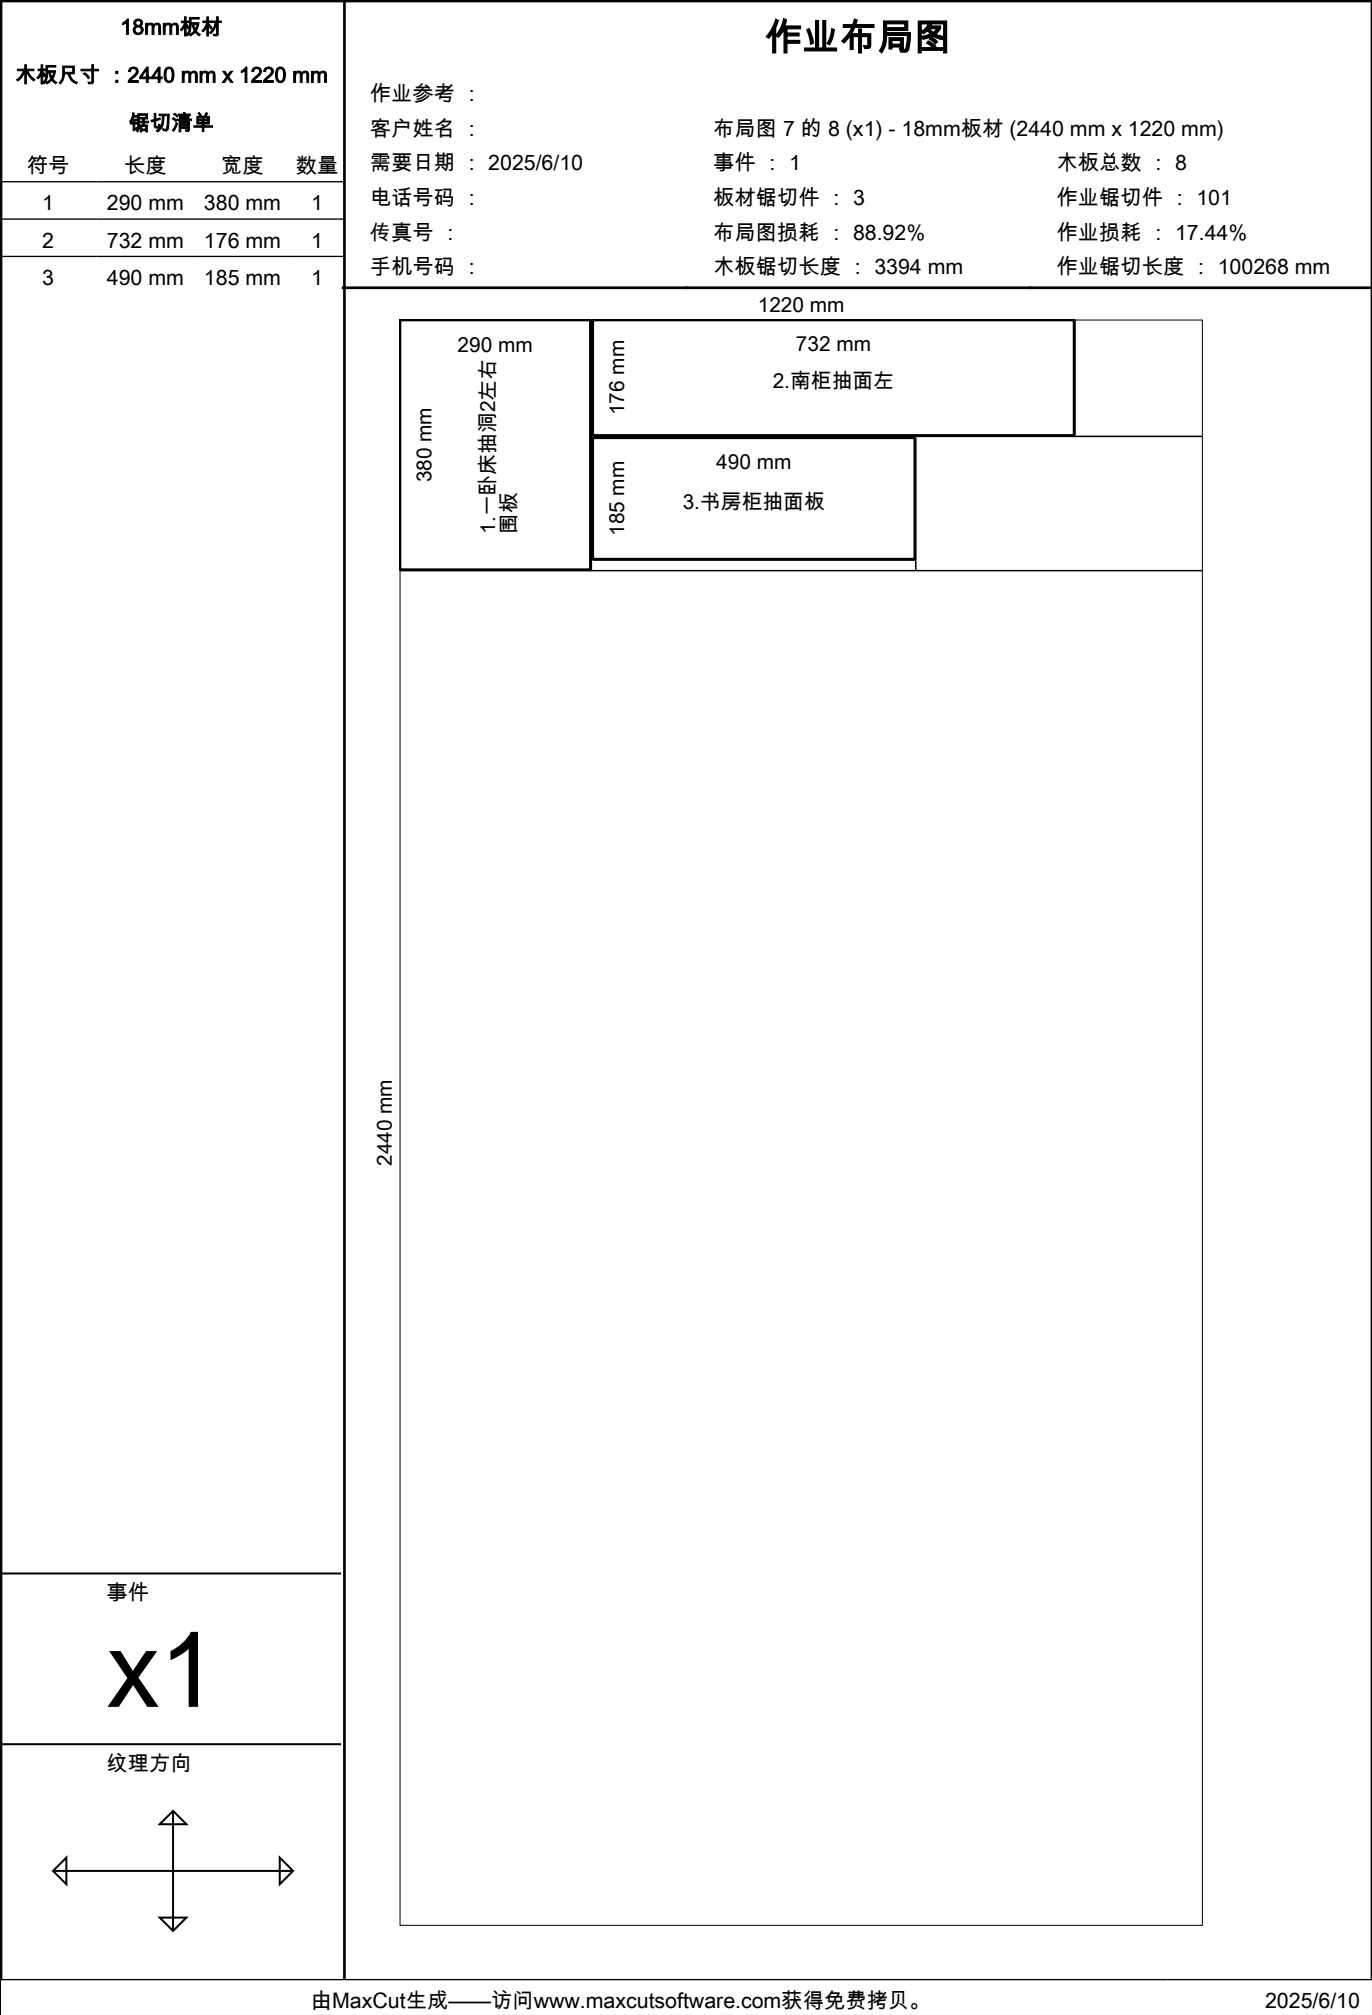 18mm板材
木板尺寸 : 2440 mm x 1220 mm
锯切清单
符号 长度 宽度 数量
1 290 mm 380 mm 1
2 732 mm 176 mm 1
3 490 mm 185 mm 1
作业布局图
作业参考 :
客户姓名 : 布局图 7 的 8 (x1) - 18mm板材 (2440 mm x 1220 mm)
需要日期 : 2025/6/10 事件 : 1 木板总数 : 8
电话号码 : 板材锯切件 : 3 作业锯切件 : 101
传真号 : 布局图损耗 : 88.92% 作业损耗 : 17.44%
手机号码 : 木板锯切长度 : 3394 mm 作业锯切长度 : 100268 mm
1220 mm
290 mm
380 mm
1.一卧床抽洞2左右
围板
732 mm
176 mm
2.南柜抽面左
490 mm
185 mm
3.书房柜抽面板
2440 mm
事件
x1
纹理方向
由MaxCut生成——访问www.maxcutsoftware.com获得免费拷贝。
2025/6/10